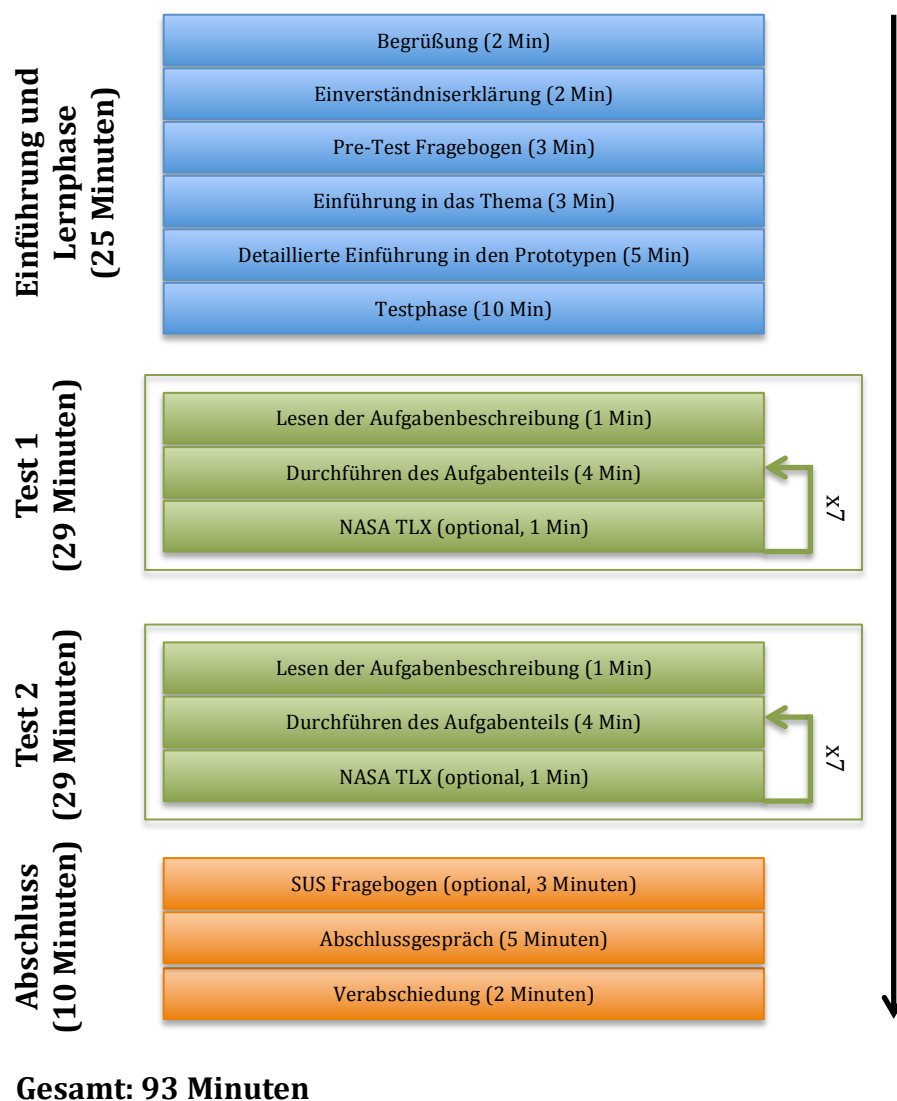 Einführung und
Lernphase
(25 Minuten)
Begrüßung (2 Min)
Einverständniserklärung (2 Min)
Pre-Test Fragebogen (3 Min)
Einführung in das Thema (3 Min)
Detaillierte Einführung in den Prototypen (5 Min)
Testphase (10 Min)
Test 1
(29 Minuten)
Lesen der Aufgabenbeschreibung (1 Min)
Durchführen des Aufgabenteils (4 Min)
NASA TLX (optional, 1 Min)
x7
Test 2
(29 Minuten)
Lesen der Aufgabenbeschreibung (1 Min)
Durchführen des Aufgabenteils (4 Min)
NASA TLX (optional, 1 Min)
x7
Abschluss
(10 Minuten)
SUS Fragebogen (optional, 3 Minuten)
Abschlussgespräch (5 Minuten)
Verabschiedung (2 Minuten)
Gesamt: 93 Minuten